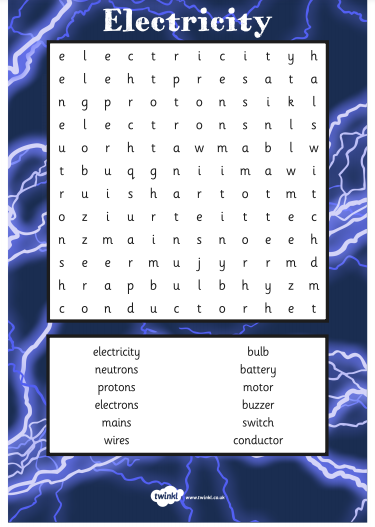 Electricity
e l e c t r i c i t y h
e l e h t p r e s a t a
n g p r o t o n s i k l
e l e c t r o n s n l s
u o r h t a w m a b l w
t b u q g n i i m a w i
r u i s h a r t o t m t
o z i u r t e i t t e c
n z m a i n s n o e e h
s e e r m u j y r r m d
h r a p b u l b h y z m
c o n d u c t o r h e t
electricity bulb
neutrons battery
protons motor
electrons buzzer
mains switch
wires conductor
twinkl www.twinkl.co.uk